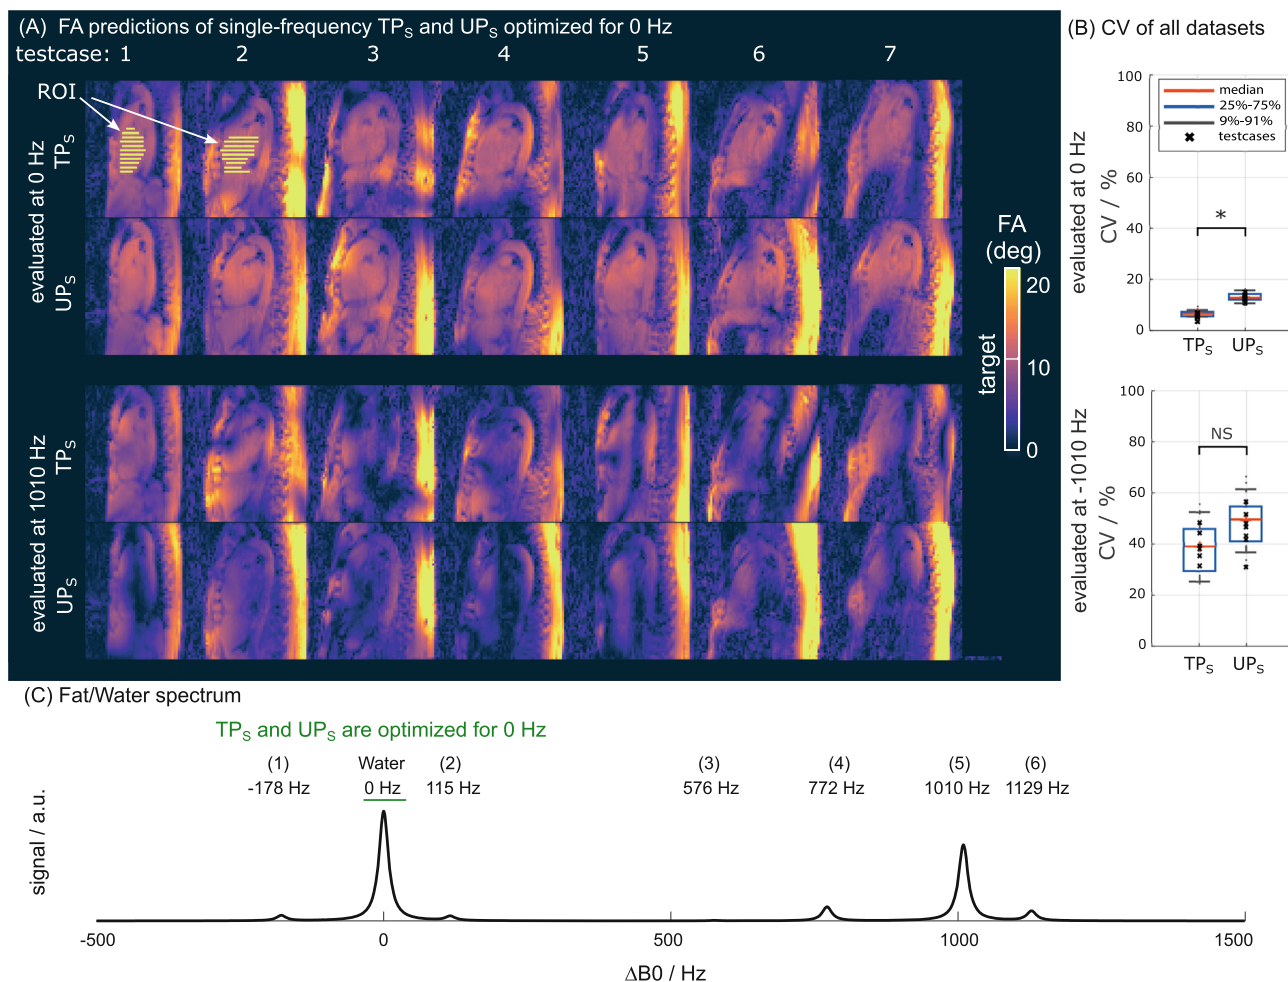 (A) FA predictions of single-frequency TPS and UPS optimized for 0 Hz
testcase: 1 2 3 4 5 6 7
ROI
evaluated at 0 Hz
TPS
UPS
evaluated at 1010 Hz
TPS
UPS
FA
(deg)
20
10
0
target
(B) CV of all datasets
evaluated at 0 Hz
CV / %
100
80
60
40
20
0
median
25%-75%
9%-91%
testcases
*
TPS UPS
evaluated at -1010 Hz
CV / %
100
80
60
40
20
0
NS
TPS UPS
(C) Fat/Water spectrum
TPS and UPS are optimized for 0 Hz
(1) Water (2) (3) (4) (5) (6)
-178 Hz 0 Hz 115 Hz 576 Hz 772 Hz 1010 Hz 1129 Hz
signal / a.u.
-500 0 500 1000 1500
ΔB0 / Hz